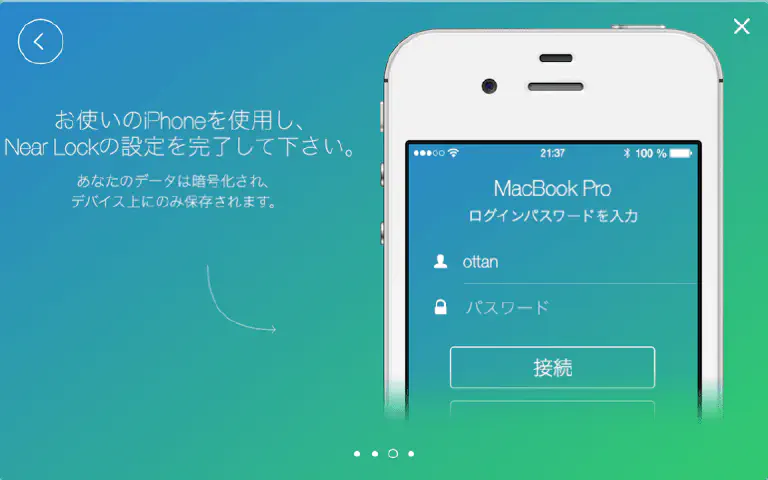 お使いのiPhoneを使用し、
Near Lockの設定を完了して下さい。
あなたのデータは暗号化され、
デバイス上にのみ保存されます。
21:37
100 %
MacBook Pro
ログインパスワードを入力
ottan
パスワード
接続